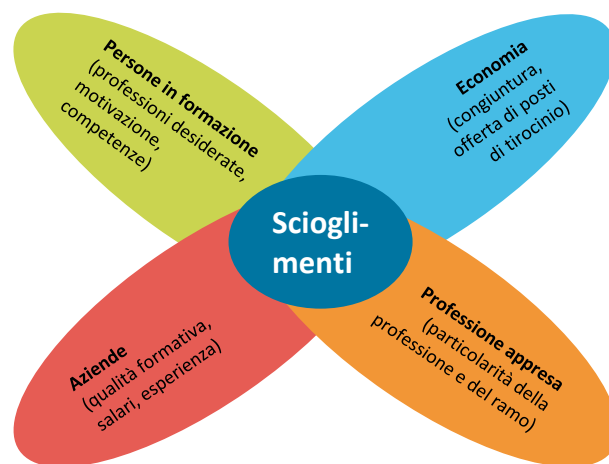 Persone in formazione
(professioni desiderate,
motivazione,
competenze)
Economia
(congiuntura,
offerta di posti
di tirocinio)
Sciogli-
menti
Aziende
(qualità formativa,
salari, esperienza)
Professione appresa
(particolarità della
professione e del ramo)